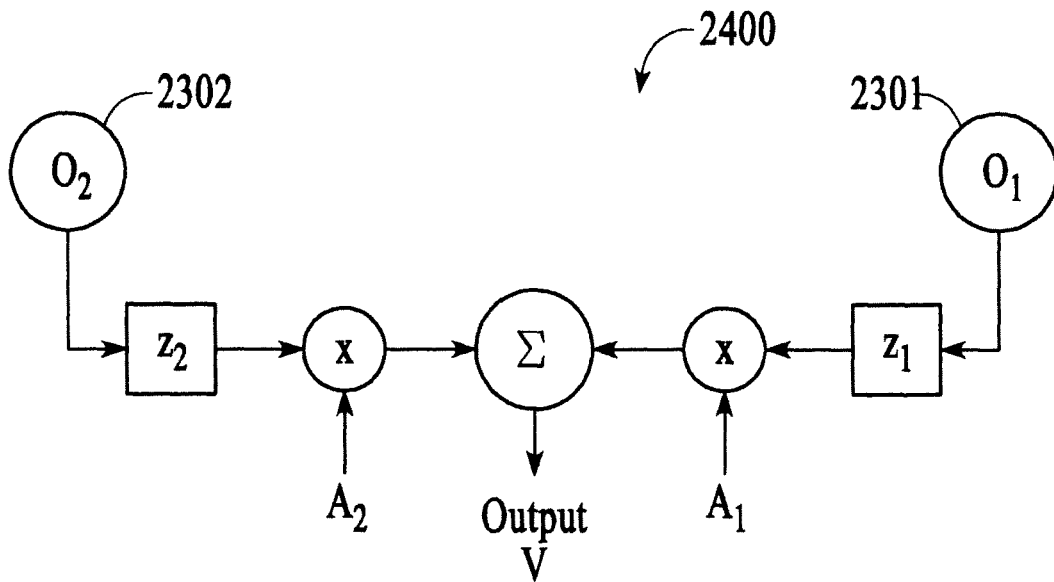 2400
2302
2301
O₂
O₁
z₂
x
Σ
x
z₁
A₂
Output
V
A₁